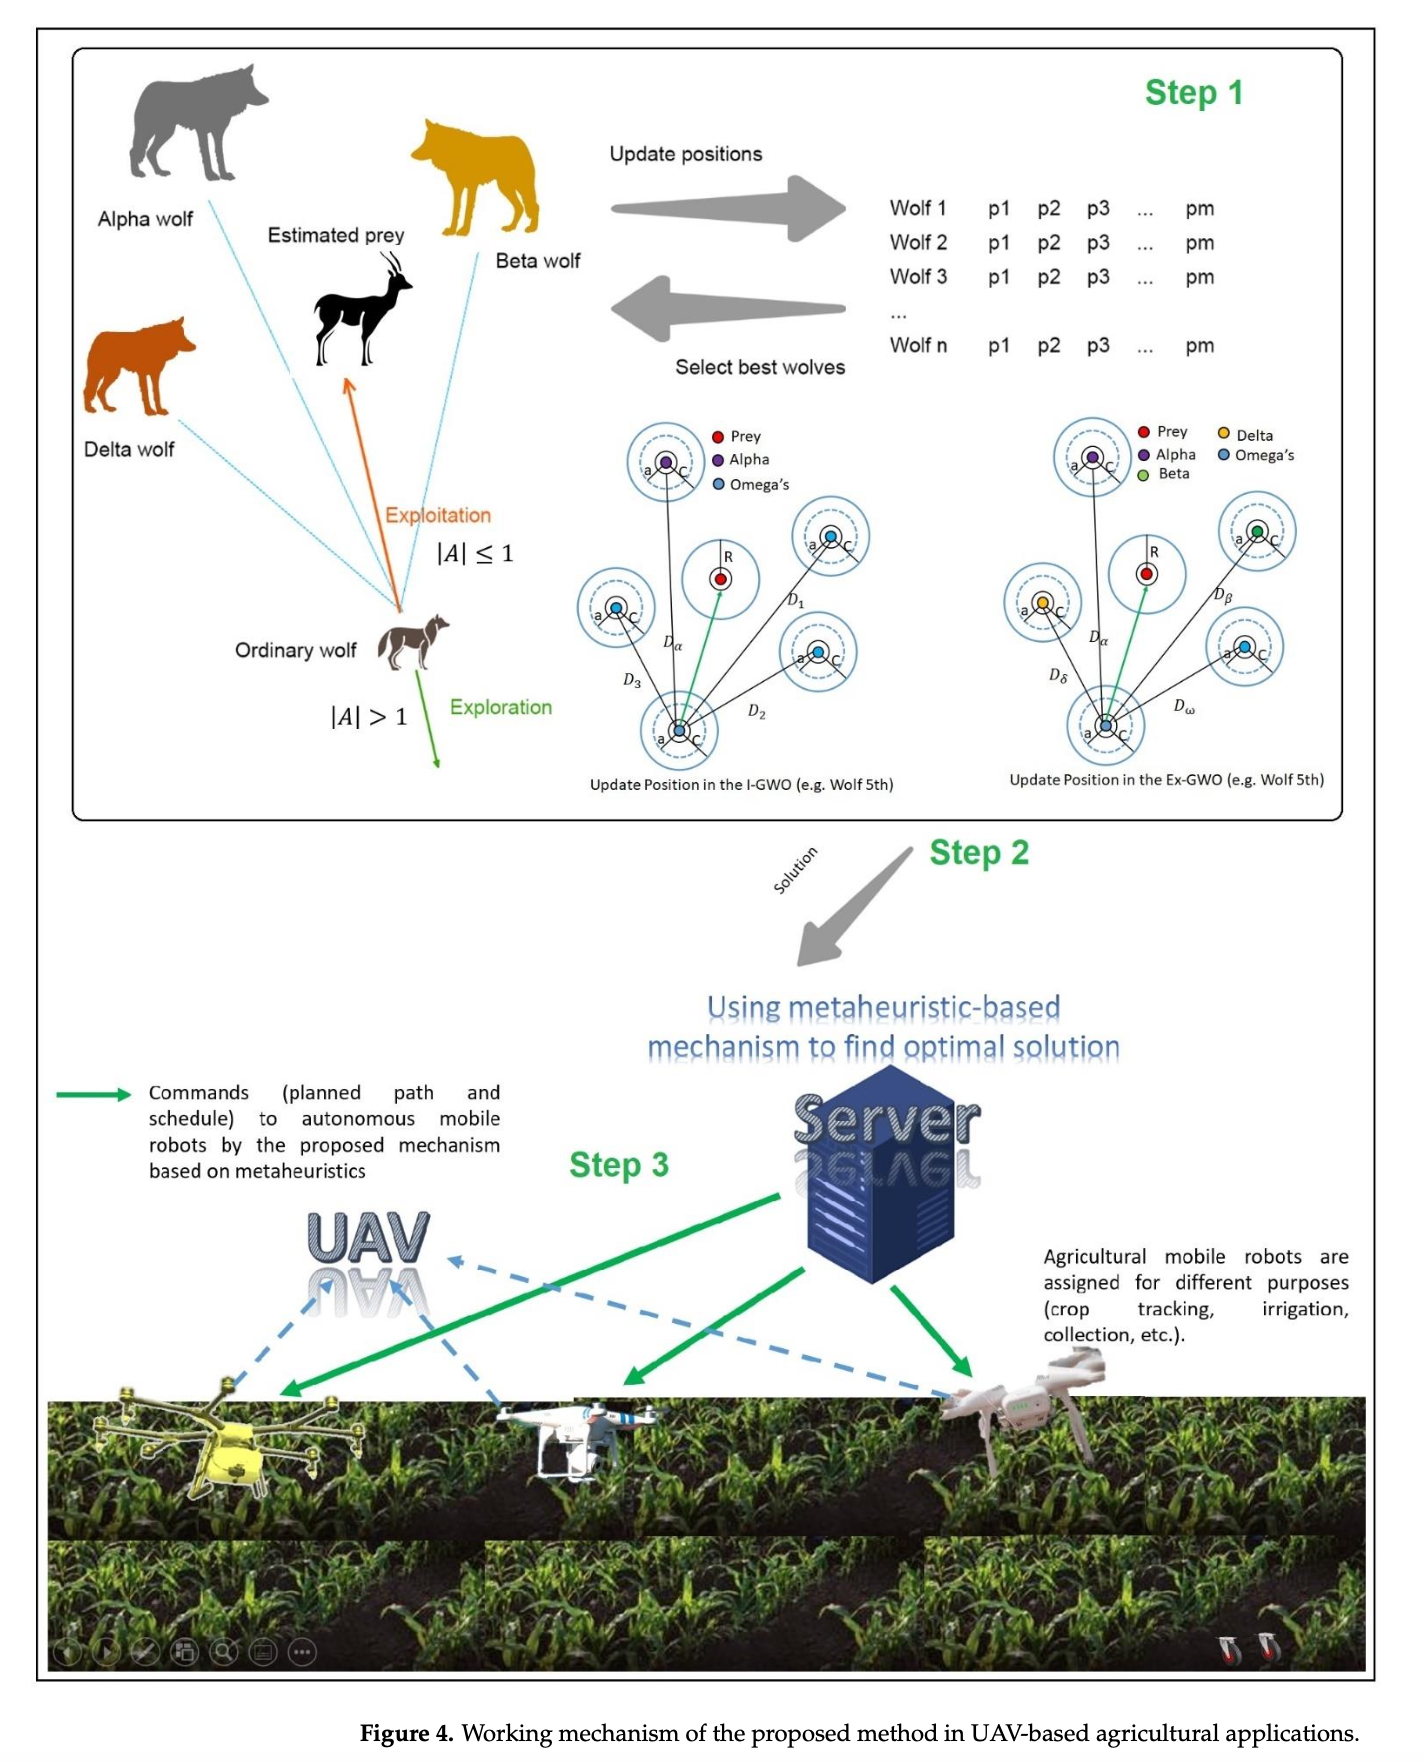 Step 1
Alpha wolf
Estimated prey
Beta wolf
Delta wolf
Update positions
Select best wolves
Wolf 1 p1 p2 p3 ... pm
Wolf 2 p1 p2 p3 ... pm
Wolf 3 p1 p2 p3 ... pm
...
Wolf n p1 p2 p3 ... pm
Exploitation
|A| ≤ 1
Ordinary wolf
|A| > 1
Exploration
Prey
Alpha
Omega's
a C
R
a C
a C
a C
a C
D₁
Dα
D₃
D₂
Update Position in the I-GWO (e.g. Wolf 5th)
Prey
Delta
Alpha
Omega's
Beta
a C
R
a C
a C
a C
a C
Dβ
Dα
Dδ
Dω
Update Position in the Ex-GWO (e.g. Wolf 5th)
Solution
Step 2
Using metaheuristic-based
mechanism to find optimal solution
Server
Commands (planned path and
schedule) to autonomous mobile
robots by the proposed mechanism
based on metaheuristics
Step 3
UAV
Agricultural mobile robots are
assigned for different purposes
(crop tracking, irrigation,
collection, etc.).
Figure 4. Working mechanism of the proposed method in UAV-based agricultural applications.